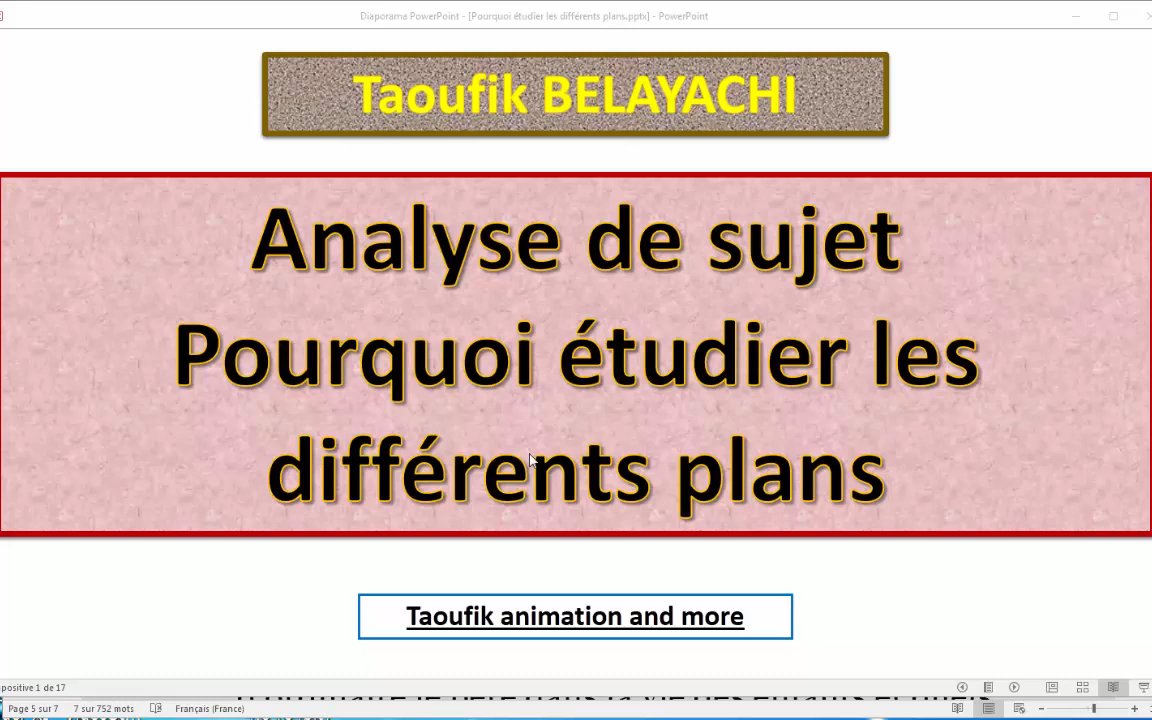 Diaporama PowerPoint - [Pourquoi étudier les différents plans.pptx] - PowerPoint
Taoufik BELAYACHI
Analyse de sujet
Pourquoi étudier les
différents plans
Taoufik animation and more
positive 1 de 17
Page 5 sur 7 7 sur 752 mots Français (France)